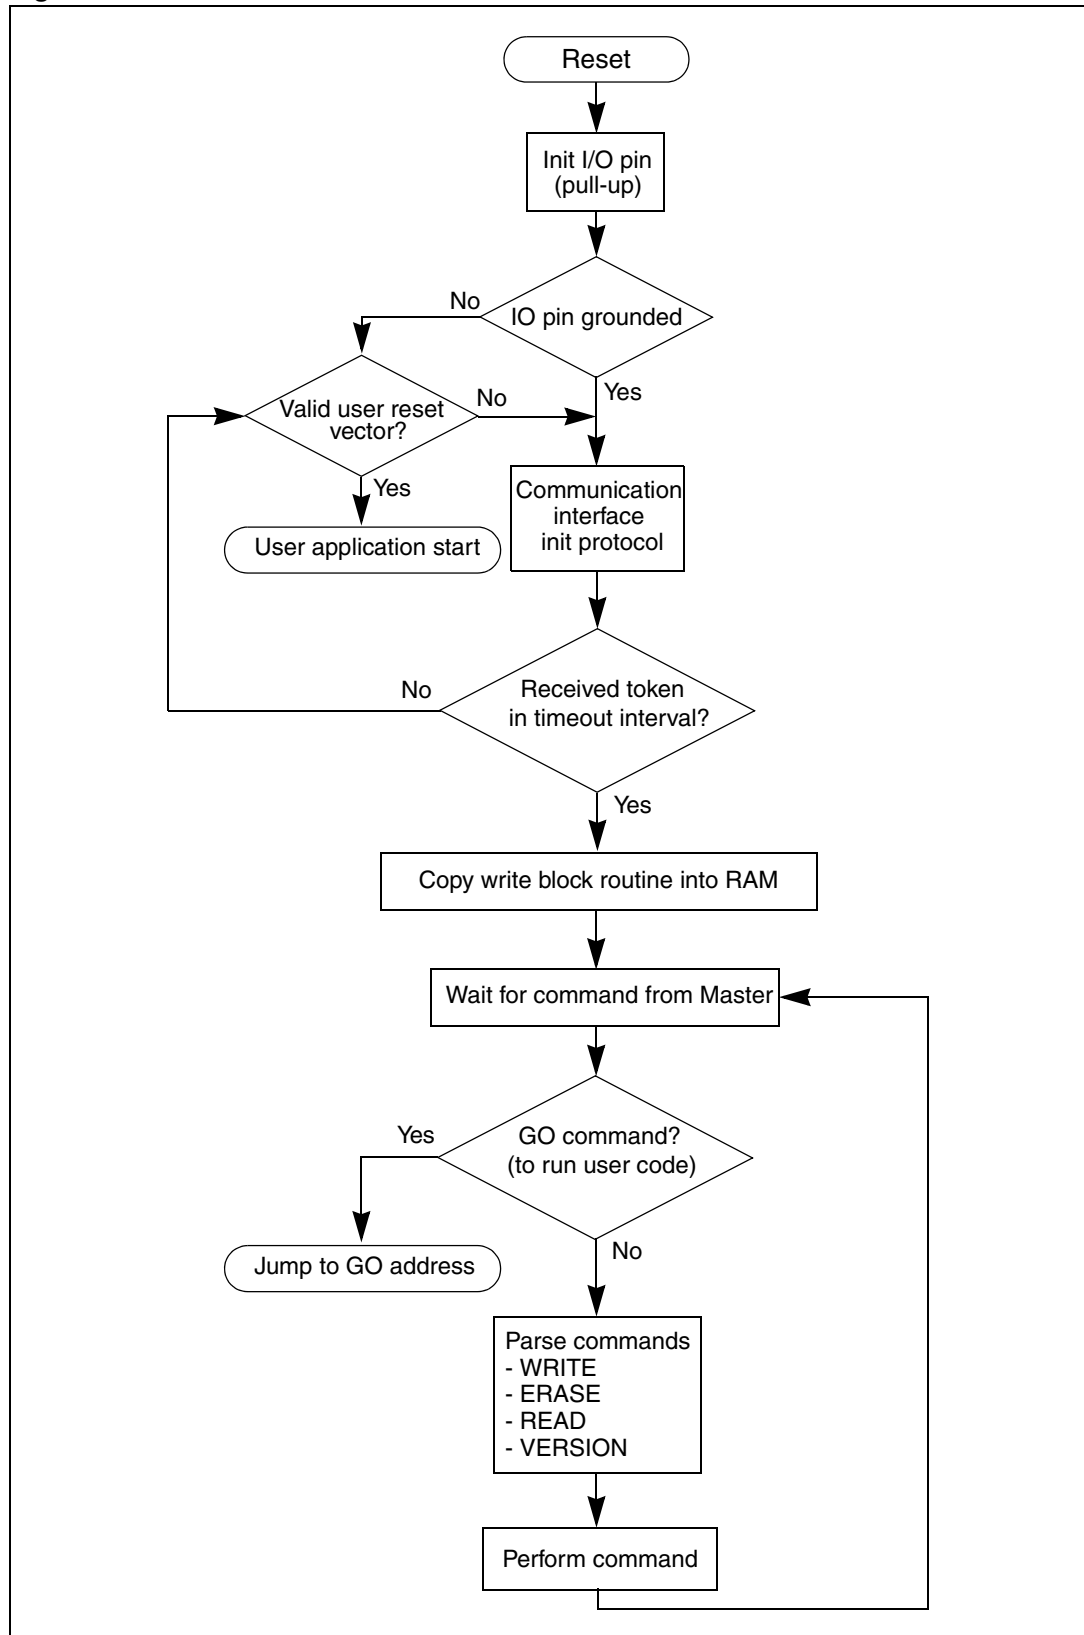 Reset
Init I/O pin
(pull-up)
No
IO pin grounded
Yes
No
Valid user reset
vector?
Yes
Communication
interface
init protocol
User application start
No
Received token
in timeout interval?
Yes
Copy write block routine into RAM
Wait for command from Master
Yes
GO command?
(to run user code)
No
Jump to GO address
Parse commands
- WRITE
- ERASE
- READ
- VERSION
Perform command